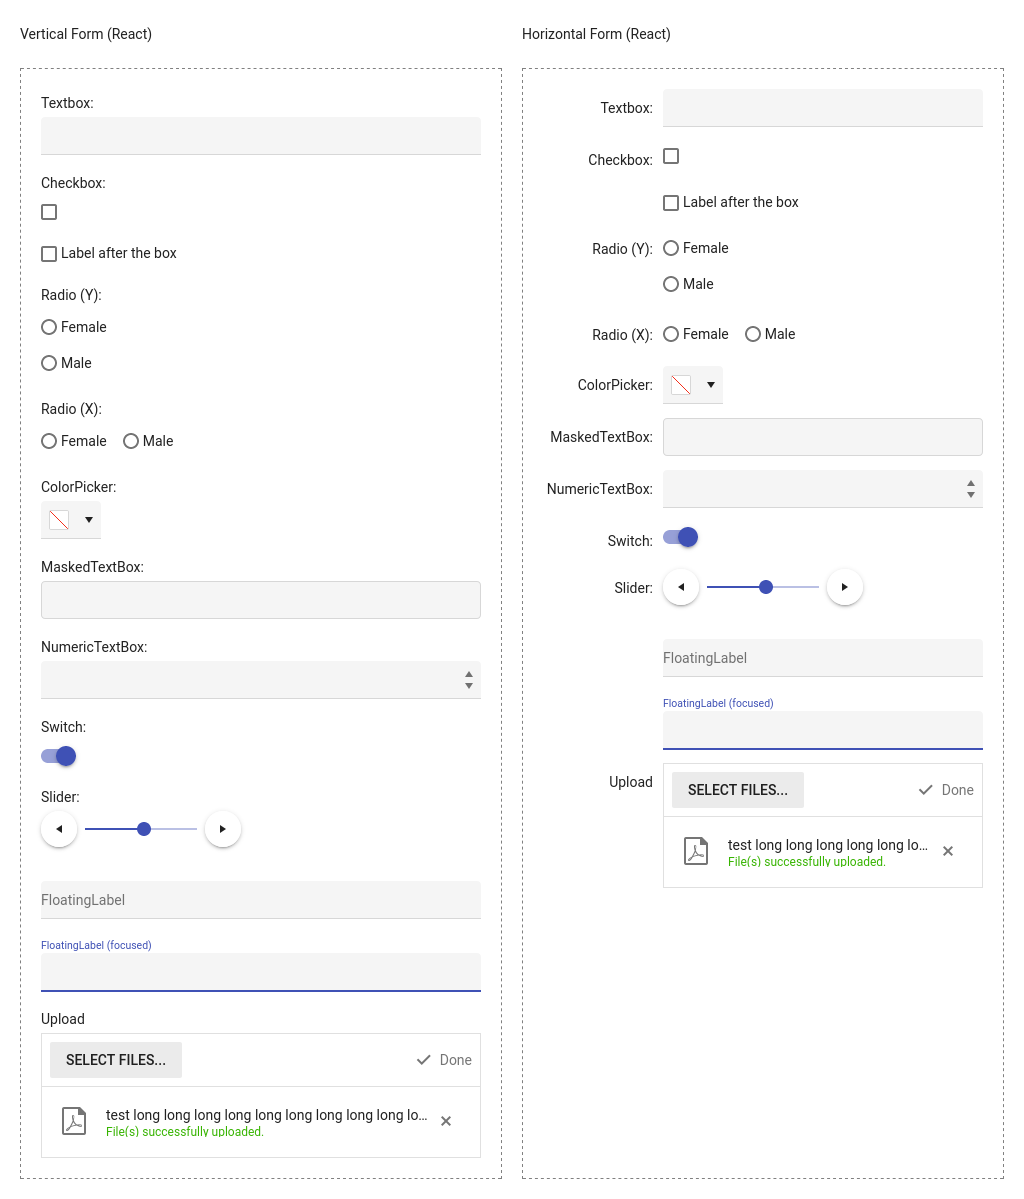 Vertical Form (React)
Textbox:
Checkbox:
Label after the box
Radio (Y):
Female
Male
Radio (X):
Female Male
ColorPicker:
MaskedTextBox:
NumericTextBox:
Switch:
Slider:
FloatingLabel
FloatingLabel (focused)
Upload
SELECT FILES... Done
test long long long long long long long long long lo...
File(s) successfully uploaded.
Horizontal Form (React)
Textbox:
Checkbox:
Label after the box
Radio (Y): Female
Male
Radio (X): Female Male
ColorPicker:
MaskedTextBox:
NumericTextBox:
Switch:
Slider:
FloatingLabel
FloatingLabel (focused)
Upload SELECT FILES... Done
test long long long long long lo...
File(s) successfully uploaded.